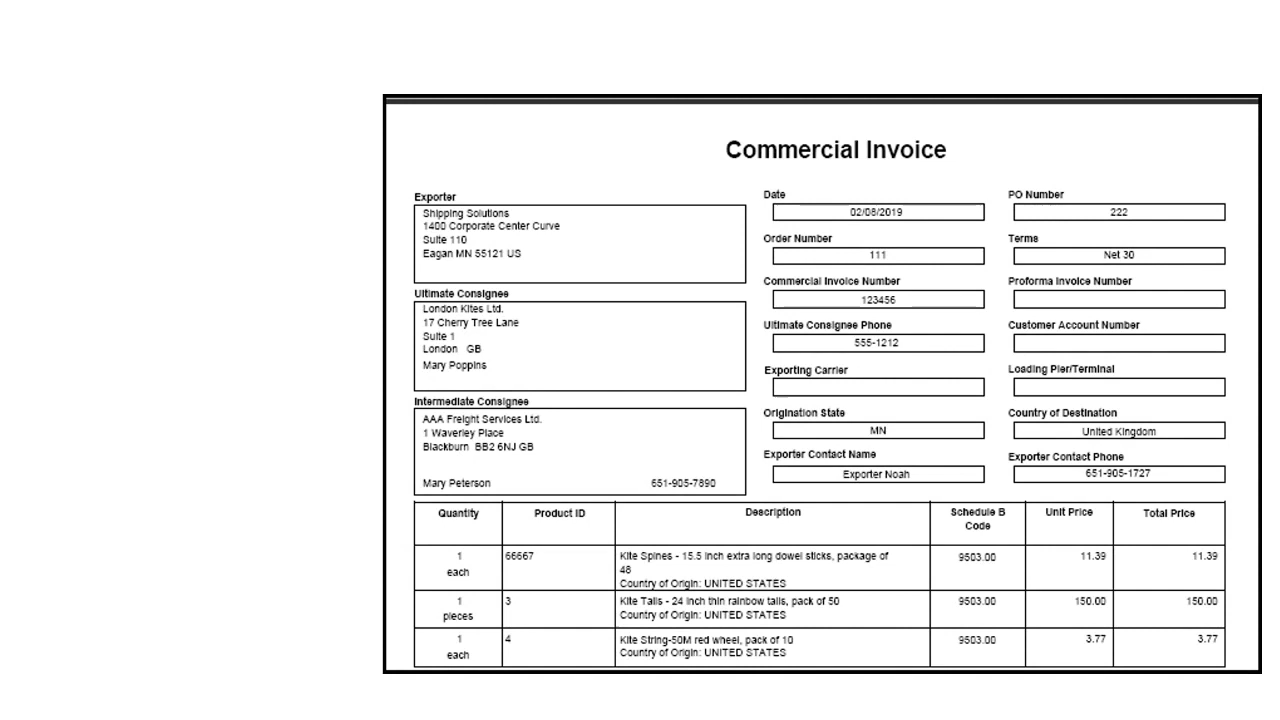 Commercial Invoice
Exporter
Shipping Solutions
1400 Corporate Center Curve
Suite 110
Eagan MN 55121 US
Ultimate Consignee
London Kites Ltd.
17 Cherry Tree Lane
Suite 1
London GB
Mary Poppins
Intermediate Consignee
AAA Freight Services Ltd.
1 Waverley Place
Blackburn BB2 6NJ GB
Mary Peterson 651-905-7890
Date
02/08/2019
PO Number
222
Order Number
111
Terms
Net 30
Commercial Invoice Number
123456
Proforma Invoice Number
Ultimate Consignee Phone
555-1212
Customer Account Number
Exporting Carrier
Loading Pier/Terminal
Origination State
MN
Country of Destination
United Kingdom
Exporter Contact Name
Exporter Noah
Exporter Contact Phone
651-905-1727
Quantity Product ID Description Schedule B Unit Price Total Price
Code
1 66667 Kite Spines - 15.5 inch extra long dowel sticks, package of 9503.00 11.39 11.39
each 48
Country of Origin: UNITED STATES
1 3 Kite Tails - 24 inch thin rainbow tails, pack of 50 9503.00 150.00 150.00
pieces Country of Origin: UNITED STATES
1 4 Kite String-50M red wheel, pack of 10 9503.00 3.77 3.77
each Country of Origin: UNITED STATES